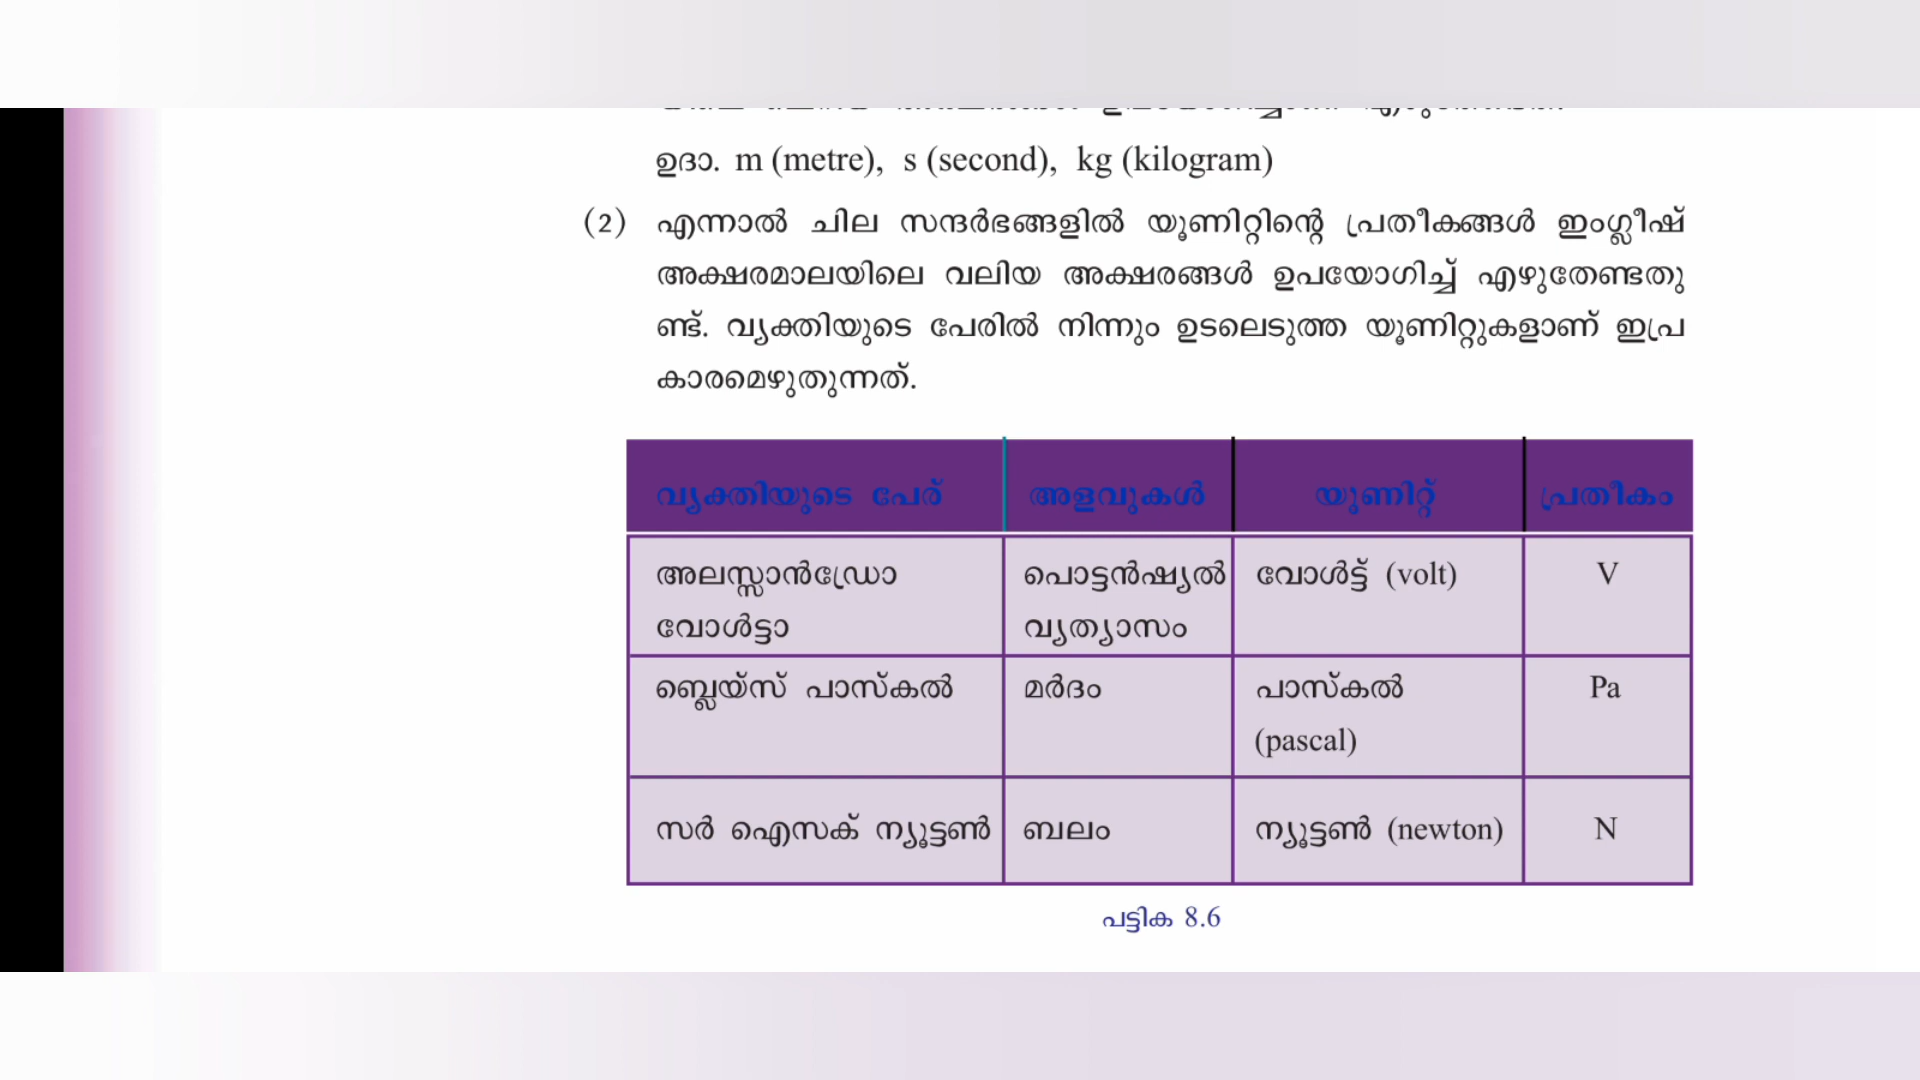 ഉദാ. m (metre), s (second), kg (kilogram)
(2) എന്നാൽ ചില സന്ദർഭങ്ങളിൽ യൂണിറ്റിന്റെ പ്രതീകങ്ങൾ ഇംഗ്ലീഷ്
അക്ഷരമാലയിലെ വലിയ അക്ഷരങ്ങൾ ഉപയോഗിച്ച് എഴുതേണ്ടതു
ണ്ട്. വ്യക്തിയുടെ പേരിൽ നിന്നും ഉടലെടുത്ത യൂണിറ്റുകളാണ് ഇപ്ര
കാരമെഴുതുന്നത്.
വ്യക്തിയുടെ പേര് അളവുകൾ യൂണിറ്റ് പ്രതീകം
അലസ്സാൻഡ്രോ പൊട്ടൻഷ്യൽ വോൾട്ട് (volt) V
വോൾട്ടാ വ്യത്യാസം
ബ്ലെയ്സ് പാസ്കൽ മർദം പാസ്കൽ Pa
(pascal)
സർ ഐസക് ന്യൂട്ടൺ ബലം ന്യൂട്ടൺ (newton) N
പട്ടിക 8.6